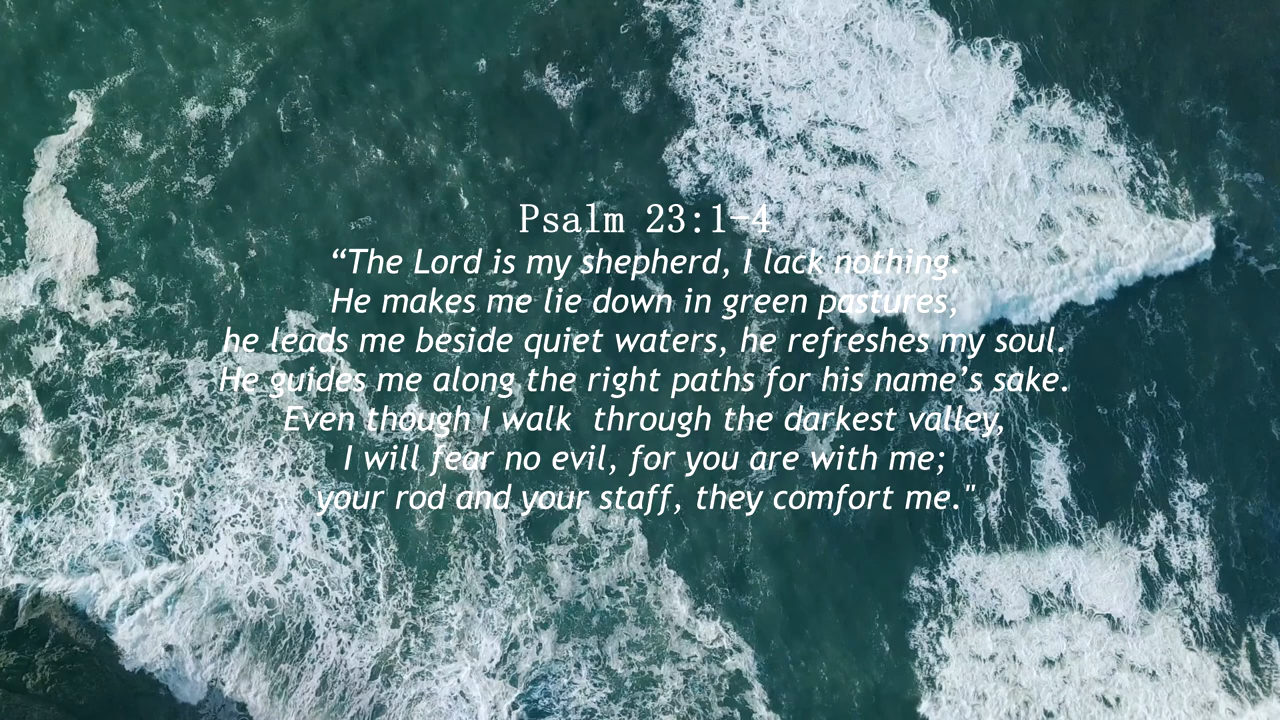 Psalm 23:1-4
“The Lord is my shepherd, I lack nothing.
He makes me lie down in green pastures,
he leads me beside quiet waters, he refreshes my soul.
He guides me along the right paths for his name’s sake.
Even though I walk  through the darkest valley,
I will fear no evil, for you are with me;
your rod and your staff, they comfort me."